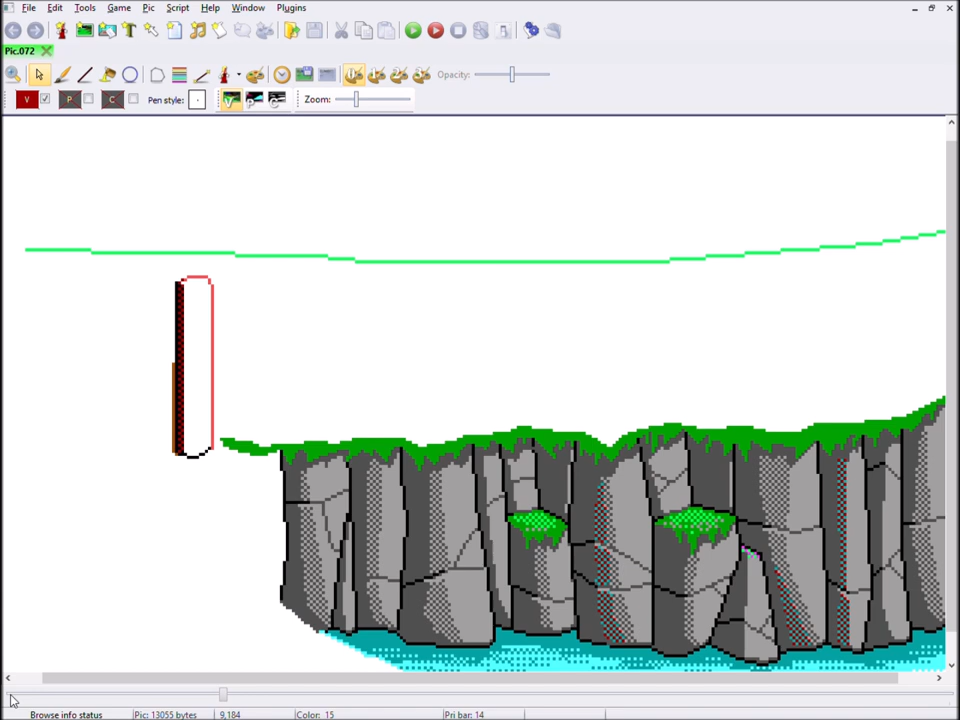 File Edit Tools Game Pic Script Help Window Plugins
Pic.072
Opacity:
V P C Pen style: V P C Zoom:
Browse info status Pic: 13055 bytes 9,184 Color: 15 Pri bar: 14